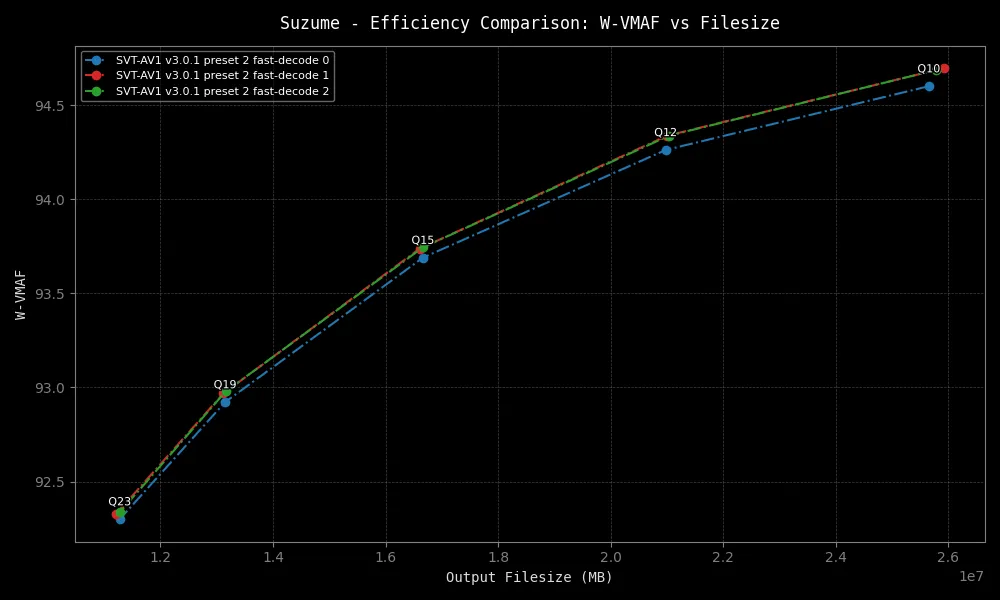 Suzume - Efficiency Comparison: W-VMAF vs Filesize
SVT-AV1 v3.0.1 preset 2 fast-decode 0
SVT-AV1 v3.0.1 preset 2 fast-decode 1
SVT-AV1 v3.0.1 preset 2 fast-decode 2
Q10
94.5
Q12
94.0
Q15
93.5
W-VMAF
Q19
93.0
Q23
92.5
1.2 1.4 1.6 1.8 2.0 2.2 2.4 2.6
1e7
Output Filesize (MB)